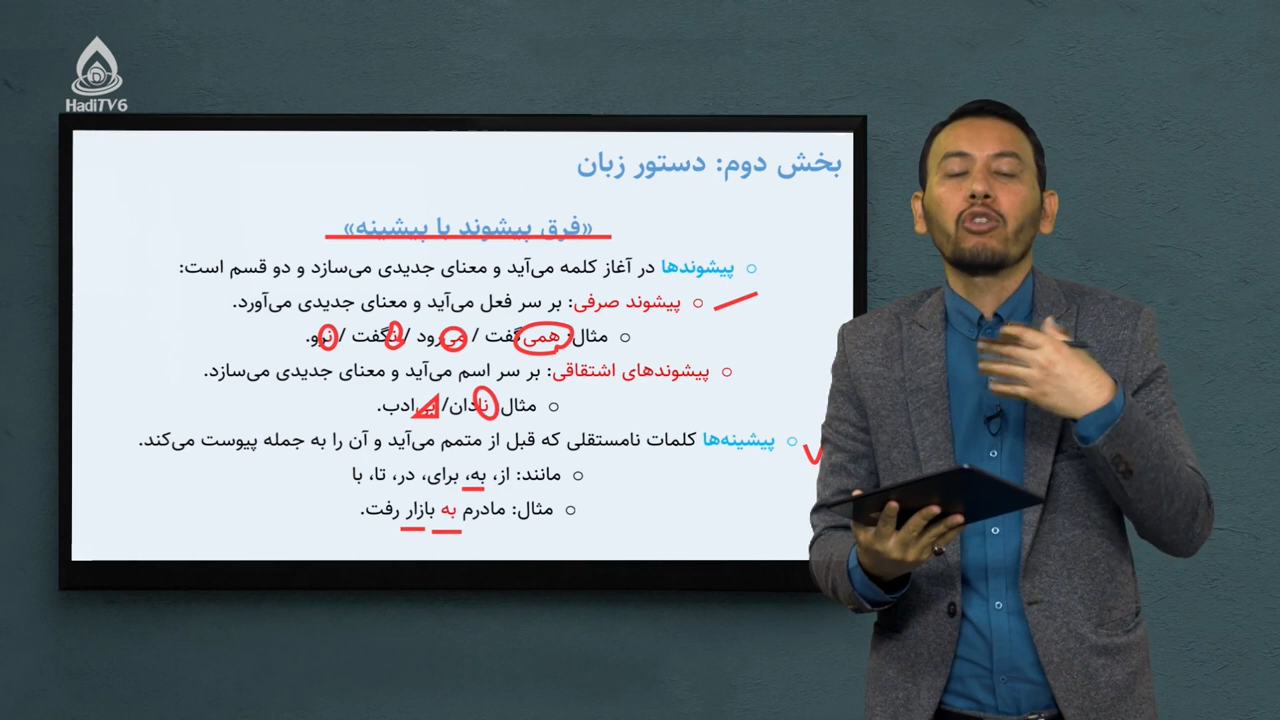 HadiTV6
بخش دوم: دستور زبان
«فرق پیشوند با پیشینه»
○ پیشوندها در آغاز کلمه می‌آید و معنای جدیدی می‌سازد و دو قسم است:
○ پیشوند صرفی: بر سر فعل می‌آید و معنای جدیدی می‌آورد.
○ مثال: همی‌گفت / می‌رود / نگفت / نرو.
○ پیشوندهای اشتقاقی: بر سر اسم می‌آید و معنای جدیدی می‌سازد.
○ مثال: نادان/ بی‌ادب.
○ پیشینه‌ها کلمات نامستقلی که قبل از متمم می‌آید و آن را به جمله پیوست می‌کند.
○ مانند: از، به، برای، در، تا، با
○ مثال: مادرم به بازار رفت.